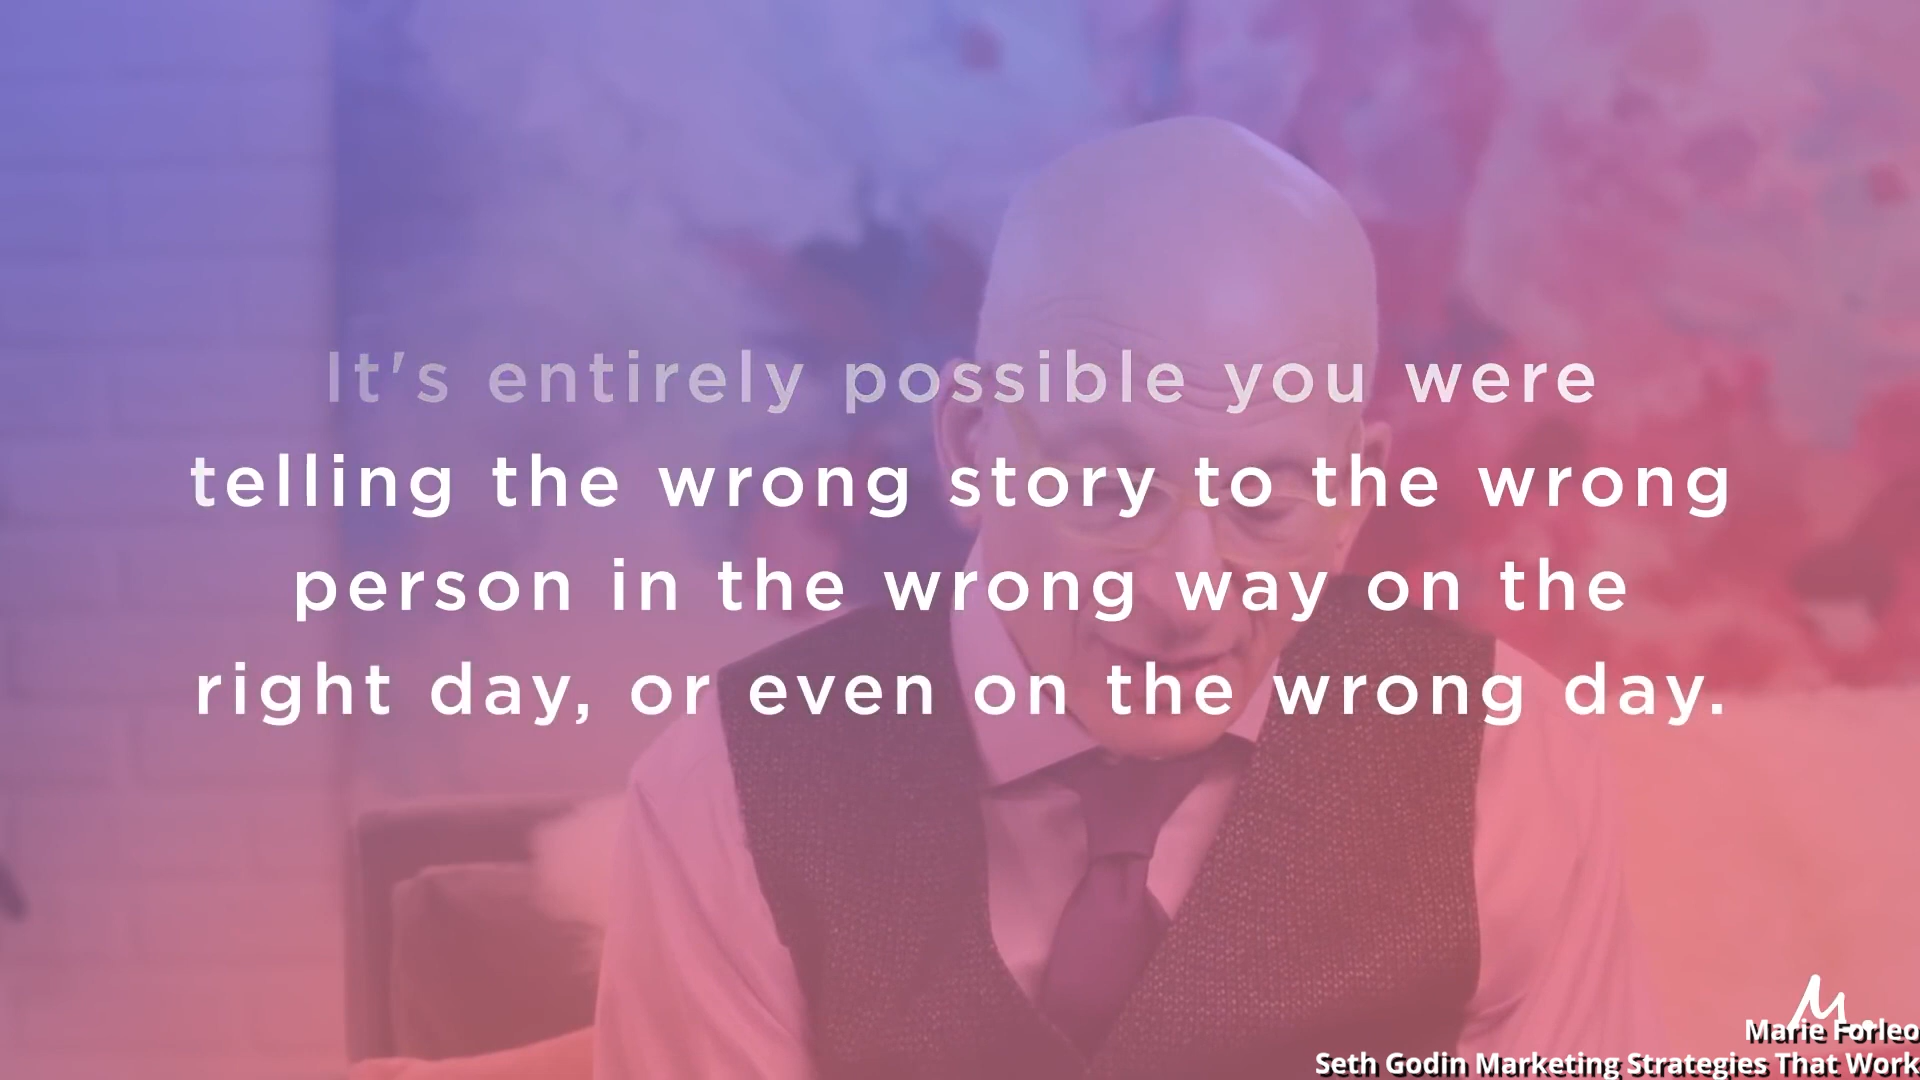 It's entirely possible you were
telling the wrong story to the wrong
person in the wrong way on the
right day, or even on the wrong day.
M.
Marie Forleo
Seth Godin Marketing Strategies That Work